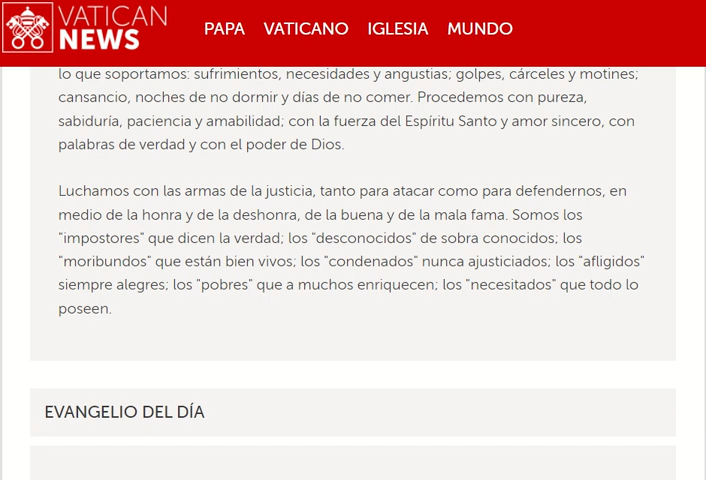 VATICAN
NEWS
PAPA VATICANO IGLESIA MUNDO
lo que soportamos: sufrimientos, necesidades y angustias; golpes, cárceles y motines;
cansancio, noches de no dormir y días de no comer. Procedemos con pureza,
sabiduría, paciencia y amabilidad; con la fuerza del Espíritu Santo y amor sincero, con
palabras de verdad y con el poder de Dios.
Luchamos con las armas de la justicia, tanto para atacar como para defendernos, en
medio de la honra y de la deshonra, de la buena y de la mala fama. Somos los
"impostores" que dicen la verdad; los "desconocidos" de sobra conocidos; los
"moribundos" que están bien vivos; los "condenados" nunca ajusticiados; los "afligidos"
siempre alegres; los "pobres" que a muchos enriquecen; los "necesitados" que todo lo
poseen.
EVANGELIO DEL DÍA